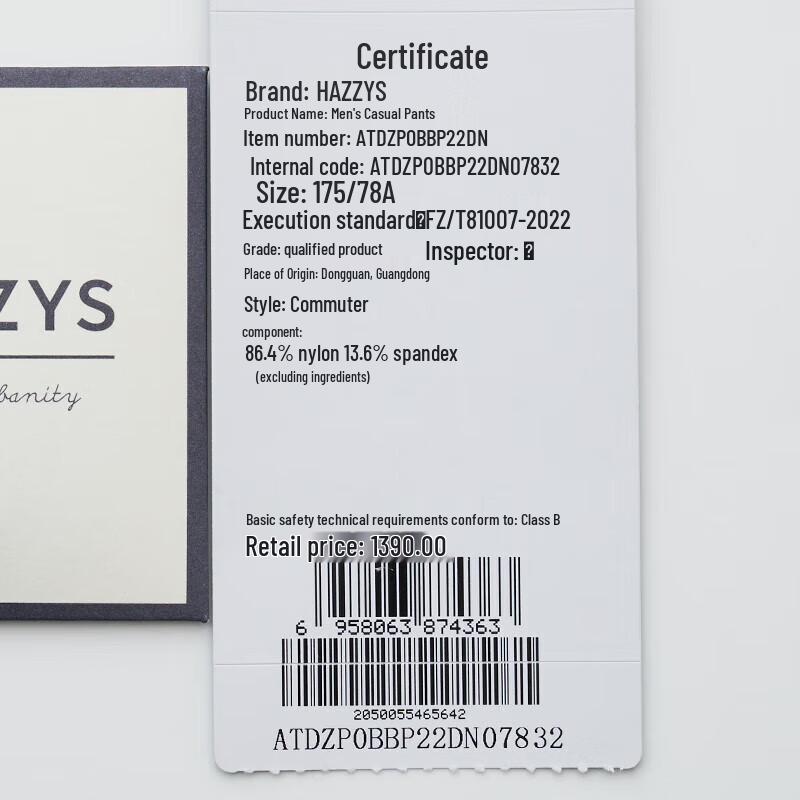 Certificate
Brand: HAZZYS
Product Name: Men's Casual Pants
Item number: ATDZP0BBP22DN
Internal code: ATDZP0BBP22DN07832
Size: 175/78A
Execution standard FZ/T81007-2022
Grade: qualified product Inspector:
Place of Origin: Dongguan, Guangdong
Style: Commuter
component:
86.4% nylon 13.6% spandex
(excluding ingredients)
Basic safety technical requirements conform to: Class B
Retail price: 1390.00
6 958063 874363
2050055465642
ATDZP0BBP22DN07832
ZYS
banity